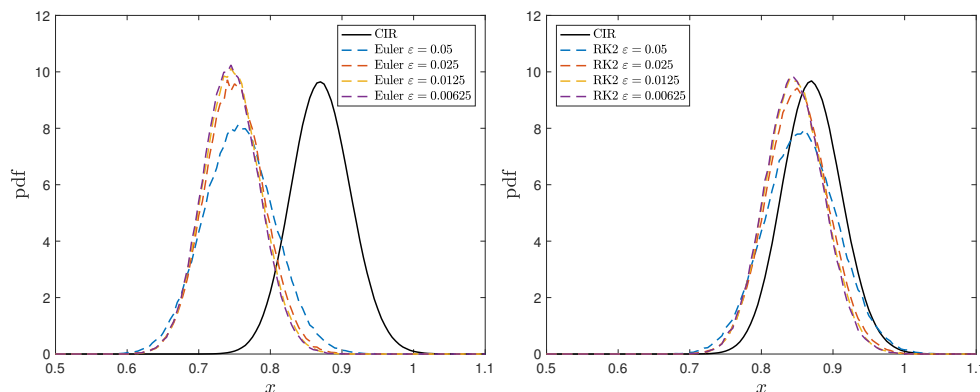 12
10
8
6
4
2
0
pdf
0.5 0.6 0.7 0.8 0.9 1 1.1
x
CIR
Euler ε = 0.05
Euler ε = 0.025
Euler ε = 0.0125
Euler ε = 0.00625
12
10
8
6
4
2
0
pdf
0.5 0.6 0.7 0.8 0.9 1 1.
x
CIR
RK2 ε = 0.05
RK2 ε = 0.025
RK2 ε = 0.0125
RK2 ε = 0.00625